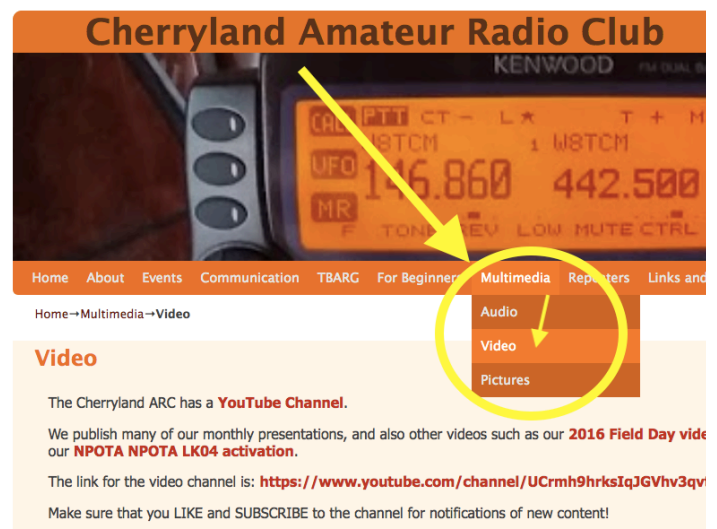 Cherryland Amateur Radio Club
KENWOOD
CALL PTT CT - L ★ T + M
W8TCM 1 W8TCM
VFO 146.860 442.500
MR
F TONE REV LOW MUTE CTRL
Home About Events Communication TBARG For Beginners Multimedia Repeaters Links and
Home→Multimedia→Video
Audio
Video
Pictures
Video
The Cherryland ARC has a YouTube Channel.
We publish many of our monthly presentations, and also other videos such as our 2016 Field Day vide
our NPOTA NPOTA LK04 activation.
The link for the video channel is: https://www.youtube.com/channel/UCrmh9hrksIqJGVhv3qv
Make sure that you LIKE and SUBSCRIBE to the channel for notifications of new content!